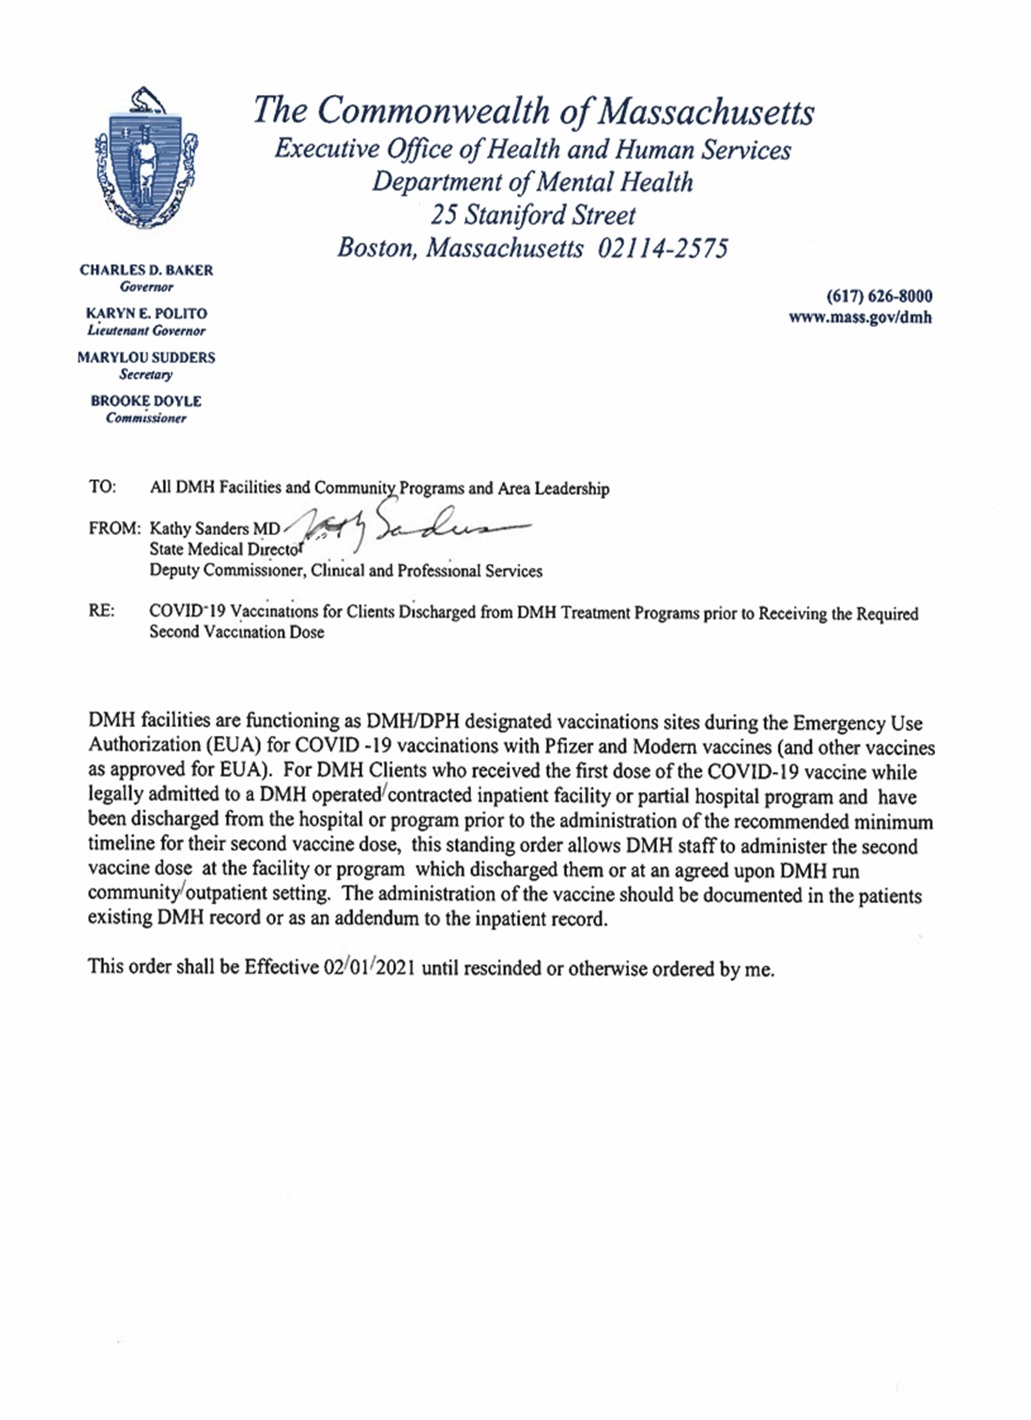 The Commonwealth of Massachusetts
Executive Office of Health and Human Services
Department of Mental Health
25 Staniford Street
Boston, Massachusetts 02114-2575
CHARLES D. BAKER
Governor
KARYN E. POLITO
Lieutenant Governor
MARYLOU SUDDERS
Secretary
BROOKE DOYLE
Commissioner
(617) 626-8000
www.mass.gov/dmh
TO: All DMH Facilities and Community Programs and Area Leadership
FROM: Kathy Sanders MD Kathy Sanders
State Medical Director
Deputy Commissioner, Clinical and Professional Services
RE: COVID-19 Vaccinations for Clients Discharged from DMH Treatment Programs prior to Receiving the Required
Second Vaccination Dose
DMH facilities are functioning as DMH/DPH designated vaccinations sites during the Emergency Use
Authorization (EUA) for COVID -19 vaccinations with Pfizer and Modern vaccines (and other vaccines
as approved for EUA). For DMH Clients who received the first dose of the COVID-19 vaccine while
legally admitted to a DMH operated/contracted inpatient facility or partial hospital program and have
been discharged from the hospital or program prior to the administration of the recommended minimum
timeline for their second vaccine dose, this standing order allows DMH staff to administer the second
vaccine dose at the facility or program which discharged them or at an agreed upon DMH run
community/outpatient setting. The administration of the vaccine should be documented in the patients
existing DMH record or as an addendum to the inpatient record.
This order shall be Effective 02/01/2021 until rescinded or otherwise ordered by me.